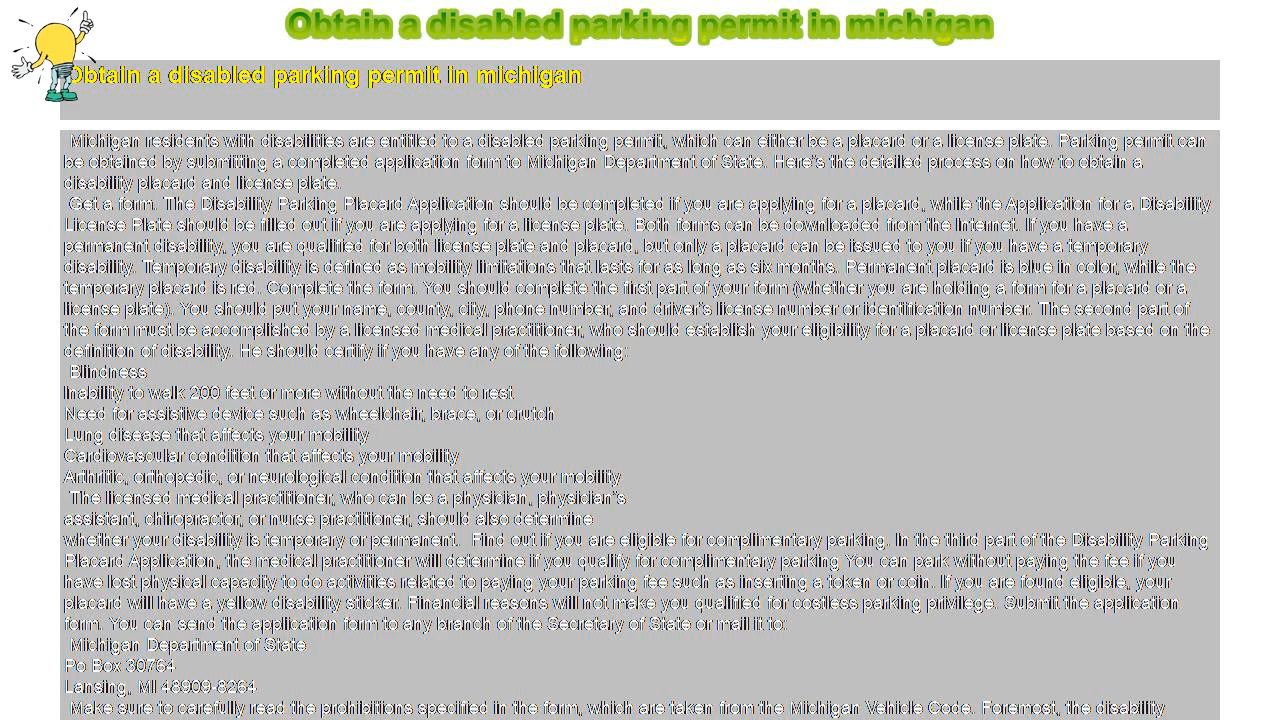 Obtain a disabled parking permit in michigan
Obtain a disabled parking permit in michigan
Michigan residents with disabilities are entitled to a disabled parking permit, which can either be a placard or a license plate. Parking permit can
be obtained by submitting a completed application form to Michigan Department of State. Here's the detailed process on how to obtain a
disability placard and license plate.
Get a form. The Disability Parking Placard Application should be completed if you are applying for a placard, while the Application for a Disability
License Plate should be filled out if you are applying for a license plate. Both forms can be downloaded from the Internet. If you have a
permanent disability, you are qualified for both license plate and placard, but only a placard can be issued to you if you have a temporary
disability. Temporary disability is defined as mobility limitations that lasts for as long as six months. Permanent placard is blue in color, while the
temporary placard is red. Complete the form. You should complete the first part of your form (whether you are holding a form for a placard or a
license plate). You should put your name, county, city, phone number, and driver's license number or identification number. The second part of
the form must be accomplished by a licensed medical practitioner, who should establish your eligibility for a placard or license plate based on the
definition of disability. He should certify if you have any of the following:
Blindness
Inability to walk 200 feet or more without the need to rest
Need for assistive device such as wheelchair, brace, or crutch
Lung disease that affects your mobility
Cardiovascular condition that affects your mobility
Arthritic, orthopedic, or neurological condition that affects your mobility
The licensed medical practitioner, who can be a physician, physician's
assistant, chiropractor, or nurse practitioner, should also determine
whether your disability is temporary or permanent.  Find out if you are eligible for complimentary parking. In the third part of the Disability Parking
Placard Application, the medical practitioner will determine if you qualify for complimentary parking You can park without paying the fee if you
have lost physical capacity to do activities related to paying your parking fee such as inserting a token or coin. If you are found eligible, your
placard will have a yellow disability sticker. Financial reasons will not make you qualified for costless parking privilege. Submit the application
form. You can send the application form to any branch of the Secretary of State or mail it to:
Michigan Department of State
Po Box 30764
Lansing, MI 48909-8264
Make sure to carefully read the prohibitions specified in the form, which are taken from the Michigan Vehicle Code. Foremost, the disability